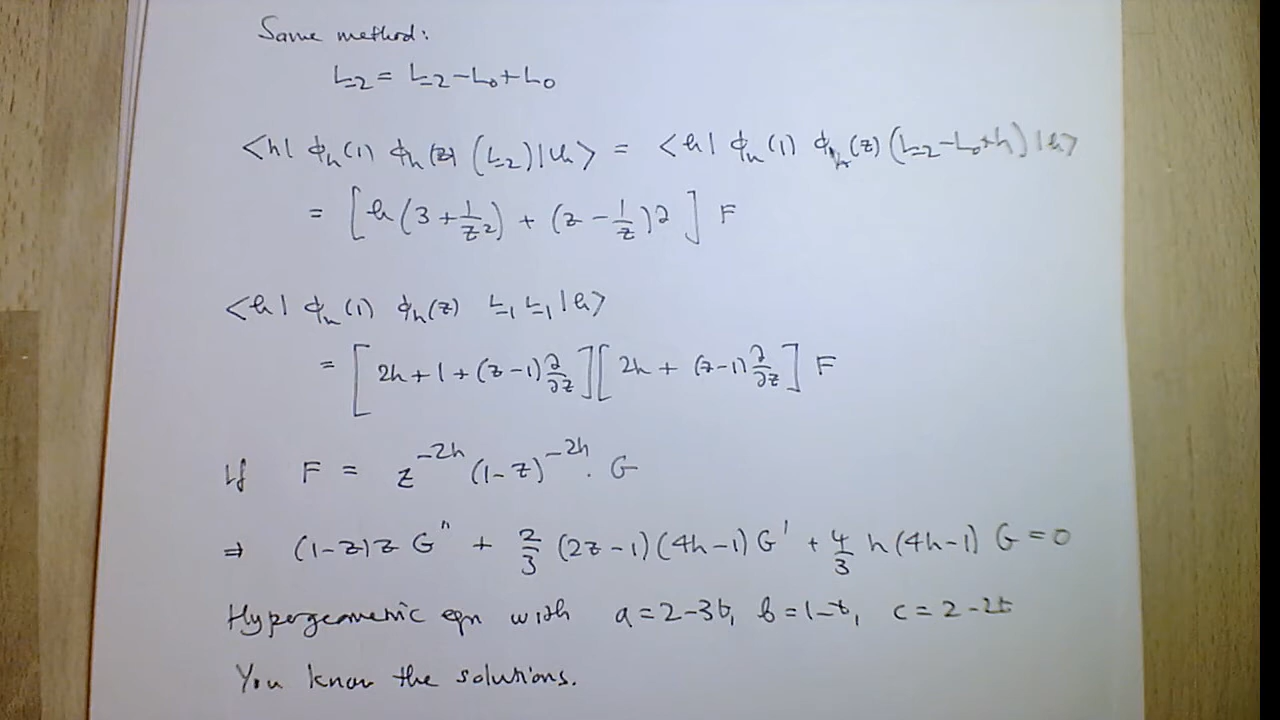 Same method:
L₋₂ = L₋₂ - L₀ + L₀
<h| ϕₕ(1) ϕₕ(z) (L₋₂)|h> = <h| ϕₕ(1) ϕₕ(z) (L₋₂ - L₀ + h)|h>
= [ h (3 + 1/z²) + (z - 1/z)∂ ] F
<h| ϕₕ(1) ϕₕ(z) L₋₁ L₋₁ |h>
= [ 2h + 1 + (z-1) ∂/∂z ] [ 2h + (z-1) ∂/∂z ] F
If F = z^{-2h} (1-z)^{-2h} . G
⇒ (1-z) z G'' + 2/3 (2z-1)(4h-1) G' + 4/3 h(4h-1) G = 0
Hypergeometric eqn with a = 2-3t, b = 1-t, c = 2-2t
You know the solutions.